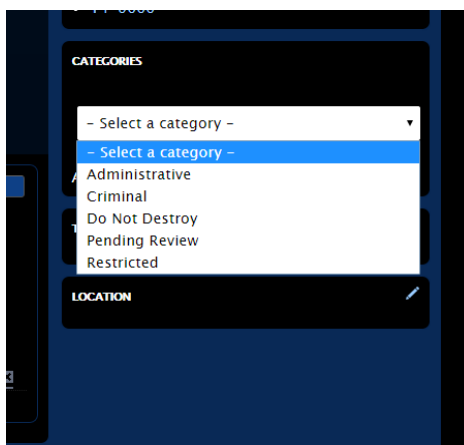 CATEGORIES
– Select a category –
– Select a category –
Administrative
Criminal
Do Not Destroy
Pending Review
Restricted
LOCATION